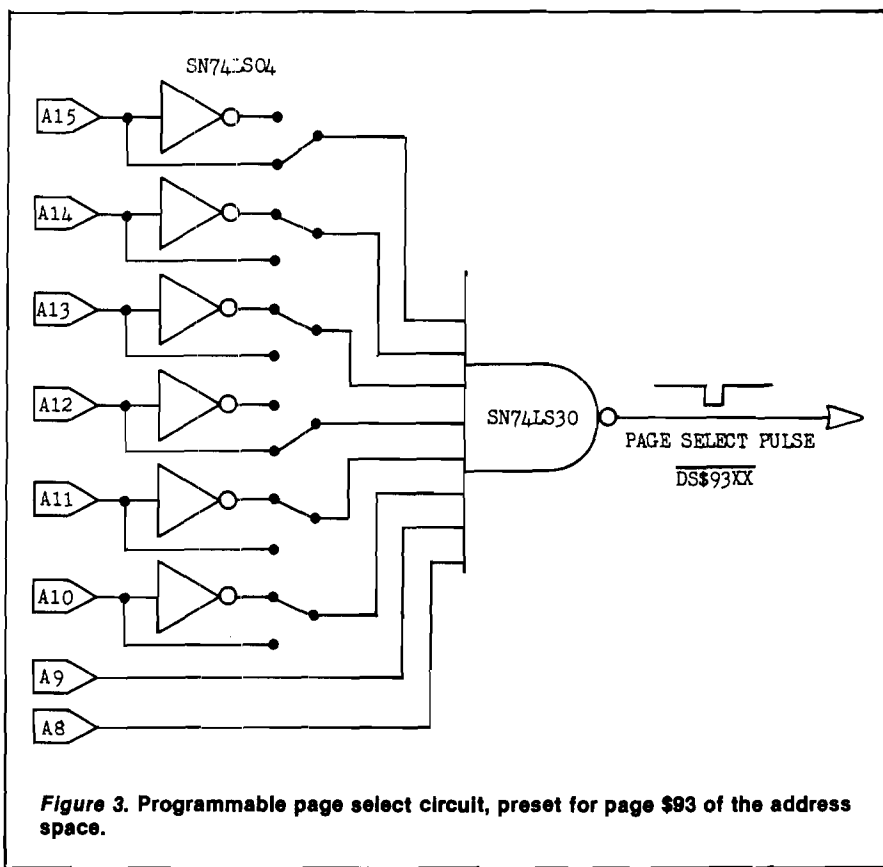 SN74LS04
A15
A14
A13
A12
A11
A10
A9
A8
SN74LS30
PAGE SELECT PULSE
DS$93XX
Figure 3. Programmable page select circuit, preset for page $93 of the address
space.